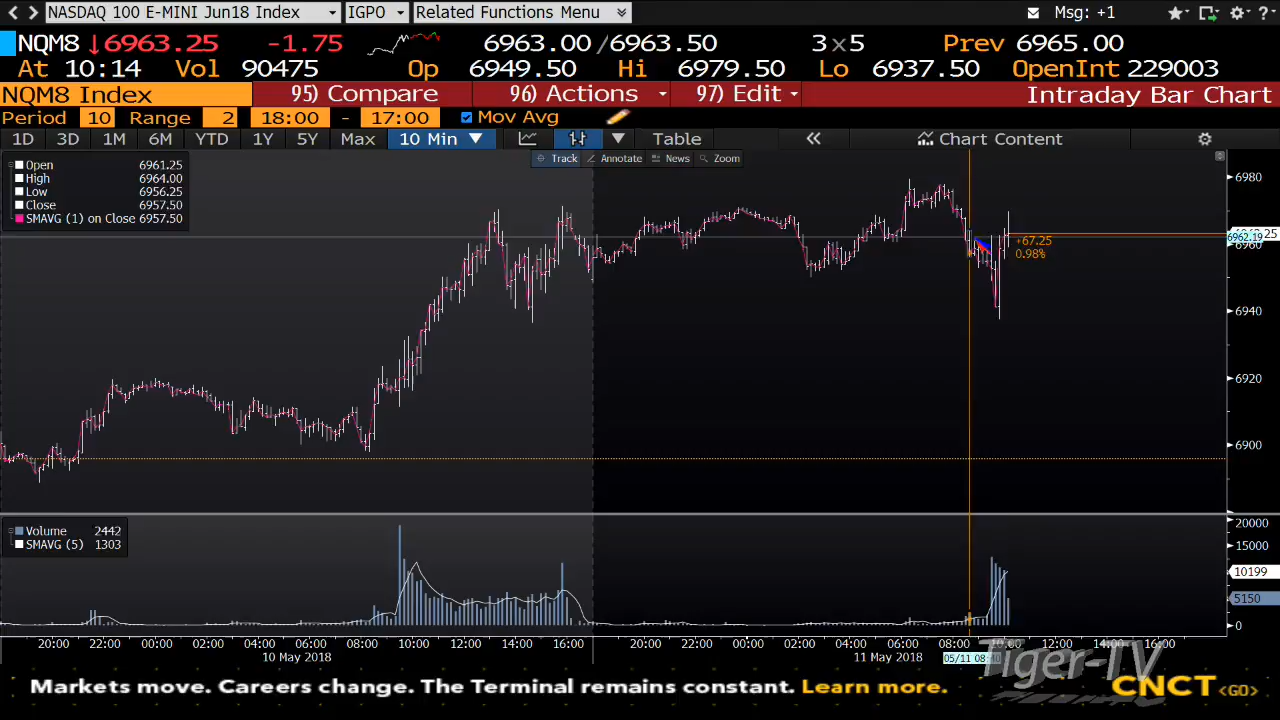 NASDAQ 100 E-MINI Jun18 Index IGPO Related Functions Menu Msg: +1
NQM8 ↓6963.25 -1.75 6963.00/6963.50 3x5 Prev 6965.00
At 10:14 Vol 90475 Op 6949.50 Hi 6979.50 Lo 6937.50 OpenInt 229003
NQM8 Index 95) Compare 96) Actions 97) Edit Intraday Bar Chart
Period 10 Range 2 18:00 - 17:00 Mov Avg
1D 3D 1M 6M YTD 1Y 5Y Max 10 Min ▼ Table « Chart Content
Track Annotate News Zoom
Open 6961.25
High 6964.00
Low 6956.25
Close 6957.50
SMAVG (1) on Close 6957.50
6980
6962.19
6960
+67.25
0.98%
6940
6920
6900
Volume 2442
SMAVG (5) 1303
20000
15000
10199
5150
0
20:00 22:00 00:00 02:00 04:00 06:00 08:00 10:00 12:00 14:00 16:00 20:00 22:00 00:00 02:00 04:00 06:00 08:00 10:00 12:00 14:00 16:00
10 May 2018 11 May 2018 05/11 08:40
Tiger-TV
Markets move. Careers change. The Terminal remains constant. Learn more. CNCT <GO>